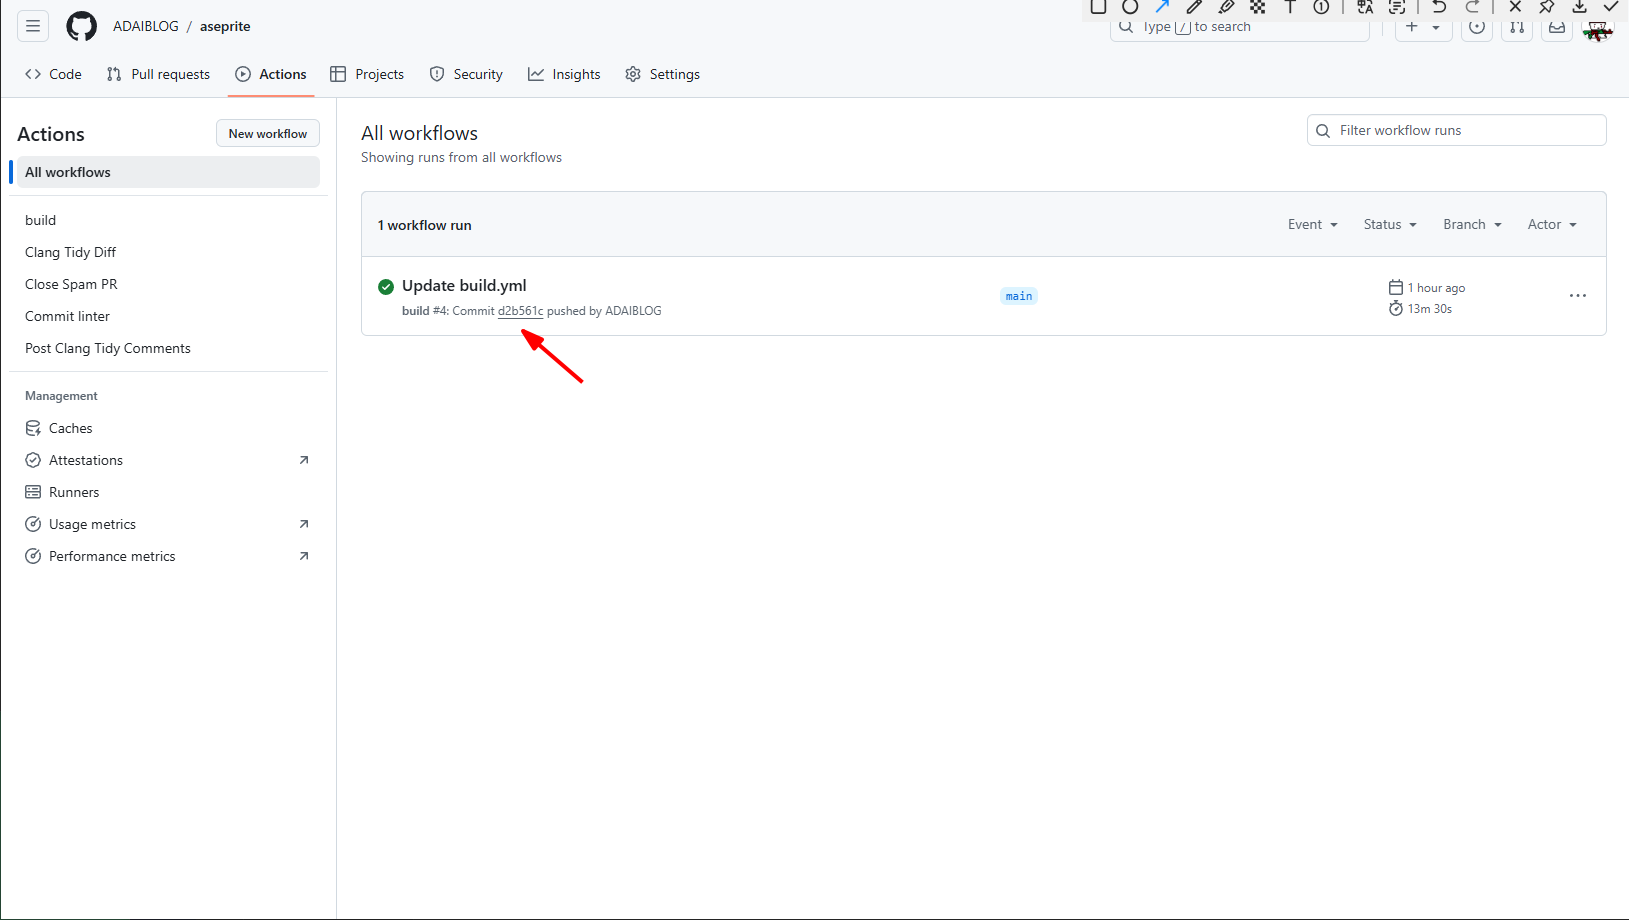 ADAIBLOG / aseprite
Type / to search
Code
Pull requests
Actions
Projects
Security
Insights
Settings
Actions
New workflow
All workflows
build
Clang Tidy Diff
Close Spam PR
Commit linter
Post Clang Tidy Comments
Management
Caches
Attestations
Runners
Usage metrics
Performance metrics
All workflows
Showing runs from all workflows
Filter workflow runs
1 workflow run
Event
Status
Branch
Actor
Update build.yml
build #4: Commit d2b561c pushed by ADAIBLOG
main
1 hour ago
13m 30s